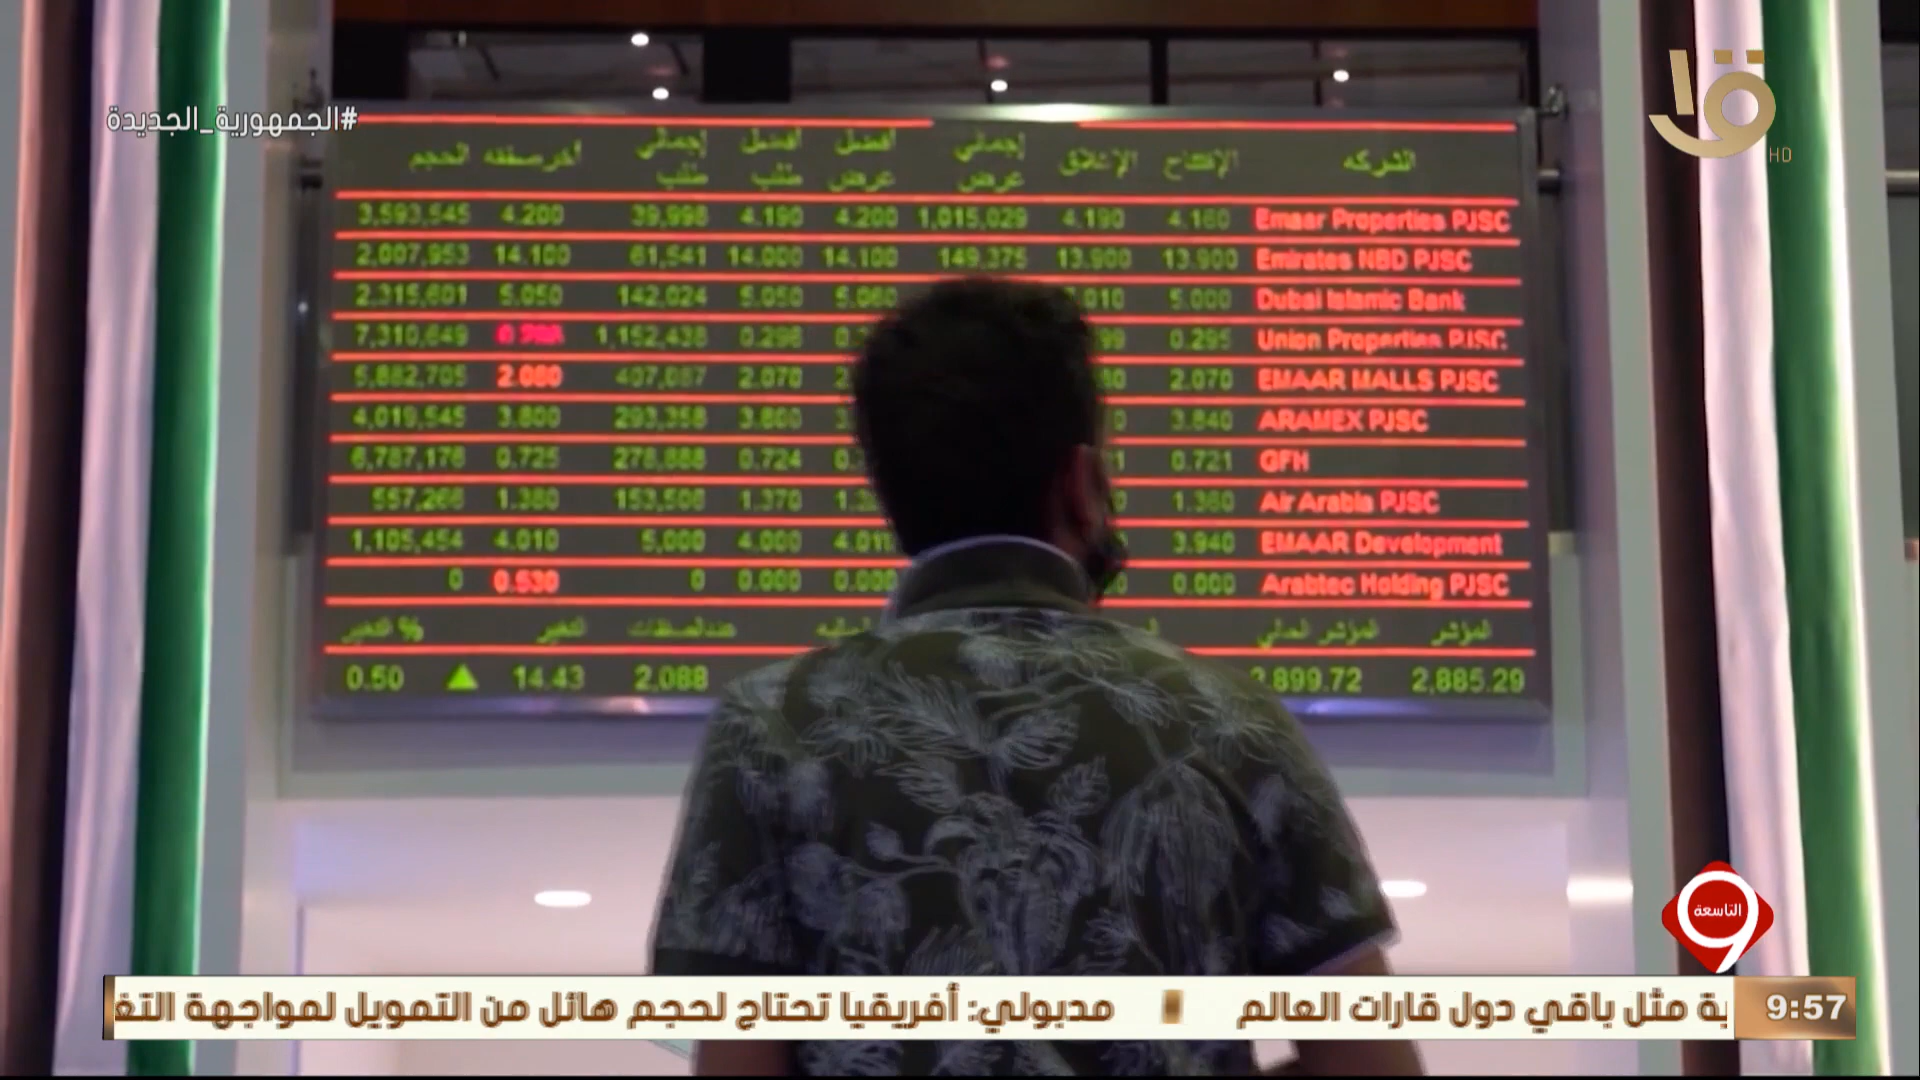 #الجمهورية_الجديدة
HD
الشركه الإفتتاح الإغلاق إجمالي عرض أفضل عرض أفضل طلب إجمالي طلب أخر صفقه الحجم
Emaar Properties PJSC 4.160 4.190 1,015,029 4.200 4.190 39,998 4.200 3,593,545
Emirates NBD PJSC 13.900 13.900 149,375 14.100 14.000 61,541 14.100 2,007,953
Dubai Islamic Bank 5.000 5.060 5.050 142,024 5.050 2,315,601
Union Properties PJSC 0.295 0.296 1,152,438 7,310,649
EMAAR MALLS PJSC 2.070 2.070 407,087 2.080 5,882,705
ARAMEX PJSC 3.840 3.800 293,358 3.800 4,019,545
GFH 0.721 0.724 278,888 0.725 6,787,176
Air Arabia PJSC 1.360 1.370 153,506 1.380 557,266
EMAAR Development 3.940 4.000 5,000 4.010 1,105,454
Arabtec Holding PJSC 0.000 0.000 0.000 0 0.530 0
المؤشر المؤشر الحالي عدد الصفقات التغير التغير %
2,885.29 899.72 2,088 14.43 ▲ 0.50
التاسعة
9
9:57
ية مثل باقي دول قارات العالم مدبولي: أفريقيا تحتاج لحجم هائل من التمويل لمواجهة التغ